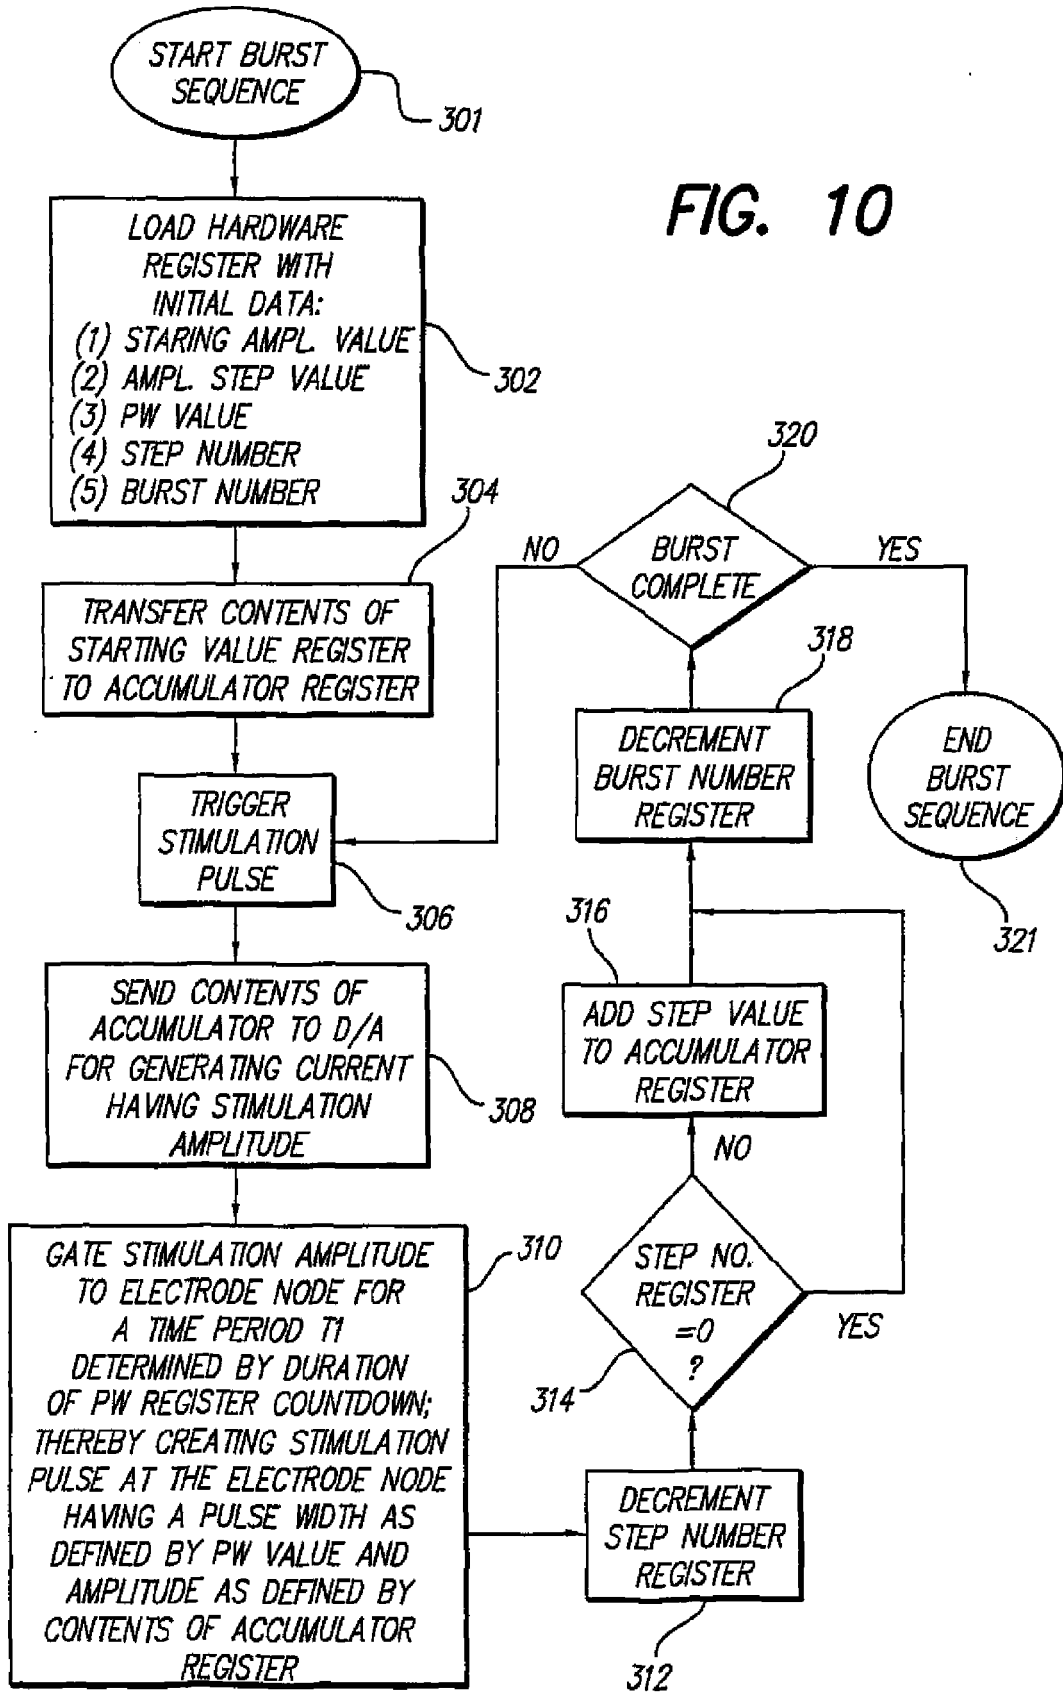 START BURST
SEQUENCE
301
FIG. 10
LOAD HARDWARE
REGISTER WITH
INITIAL DATA:
(1) STARING AMPL. VALUE
(2) AMPL. STEP VALUE
(3) PW VALUE
(4) STEP NUMBER
(5) BURST NUMBER
302
304
TRANSFER CONTENTS OF
STARTING VALUE REGISTER
TO ACCUMULATOR REGISTER
TRIGGER
STIMULATION
PULSE
306
SEND CONTENTS OF
ACCUMULATOR TO D/A
FOR GENERATING CURRENT
HAVING STIMULATION
AMPLITUDE
308
GATE STIMULATION AMPLITUDE
TO ELECTRODE NODE FOR
A TIME PERIOD T1
DETERMINED BY DURATION
OF PW REGISTER COUNTDOWN;
THEREBY CREATING STIMULATION
PULSE AT THE ELECTRODE NODE
HAVING A PULSE WIDTH AS
DEFINED BY PW VALUE AND
AMPLITUDE AS DEFINED BY
CONTENTS OF ACCUMULATOR
REGISTER
310
DECREMENT
STEP NUMBER
REGISTER
312
STEP NO.
REGISTER
=0
?
314
YES
NO
ADD STEP VALUE
TO ACCUMULATOR
REGISTER
316
DECREMENT
BURST NUMBER
REGISTER
318
BURST
COMPLETE
320
NO
YES
END
BURST
SEQUENCE
321